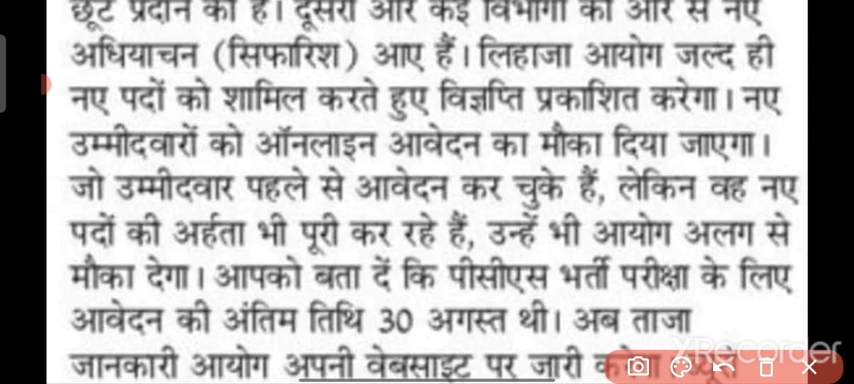 छूट प्रदान की है। दूसरी ओर कई विभागों की ओर से नए
अधियाचन (सिफारिश) आए हैं। लिहाजा आयोग जल्द ही
नए पदों को शामिल करते हुए विज्ञप्ति प्रकाशित करेगा। नए
उम्मीदवारों को ऑनलाइन आवेदन का मौका दिया जाएगा।
जो उम्मीदवार पहले से आवेदन कर चुके हैं, लेकिन वह नए
पदों की अर्हता भी पूरी कर रहे हैं, उन्हें भी आयोग अलग से
मौका देगा। आपको बता दें कि पीसीएस भर्ती परीक्षा के लिए
आवेदन की अंतिम तिथि 30 अगस्त थी। अब ताजा
जानकारी आयोग अपनी वेबसाइट पर जारी करेगा
XRecorder